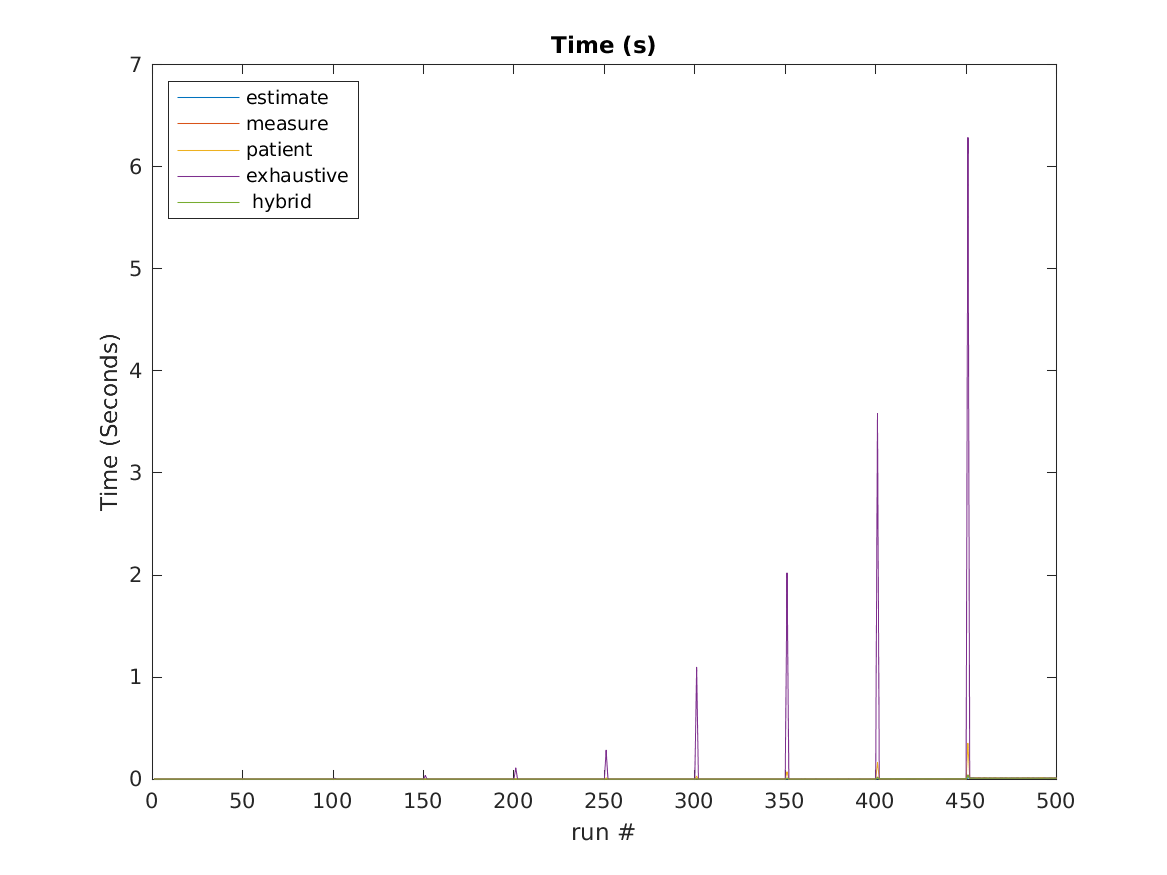 Time (s)
7
6
5
4
3
2
1
0
Time (Seconds)
estimate
measure
patient
exhaustive
hybrid
0 50 100 150 200 250 300 350 400 450 500
run #